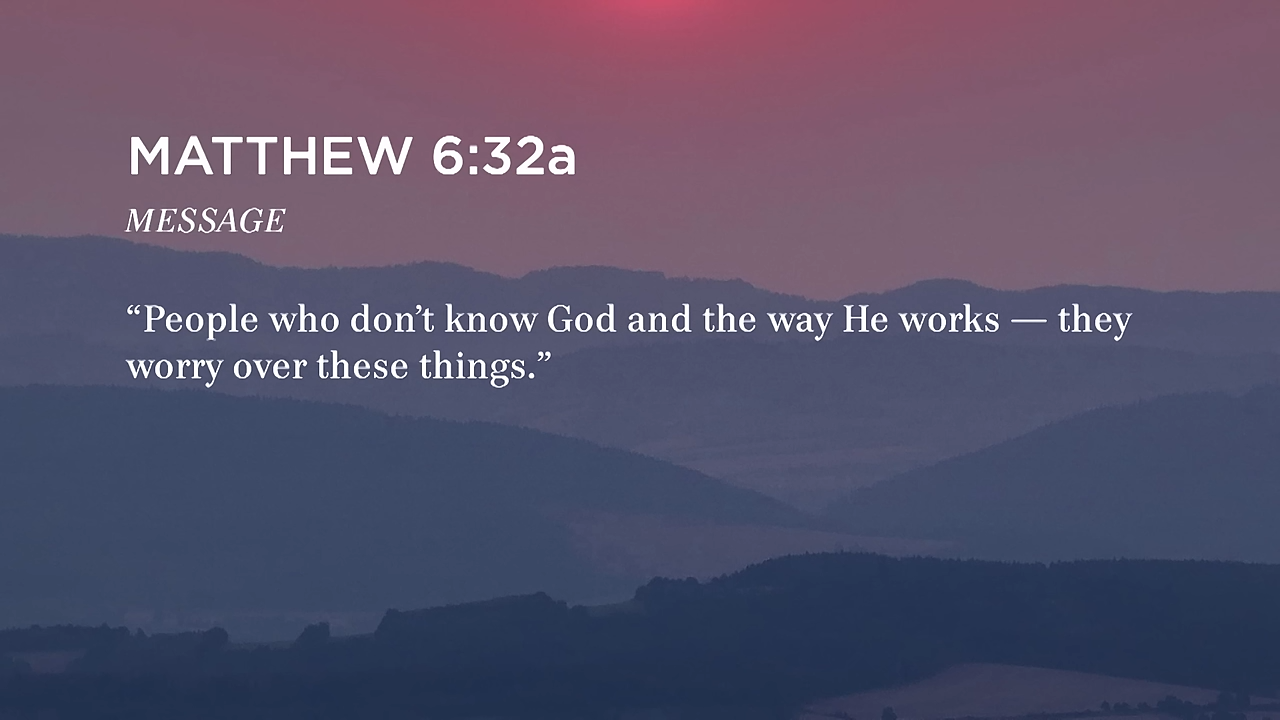 MATTHEW 6:32a
MESSAGE
“People who don’t know God and the way He works — they
worry over these things.”